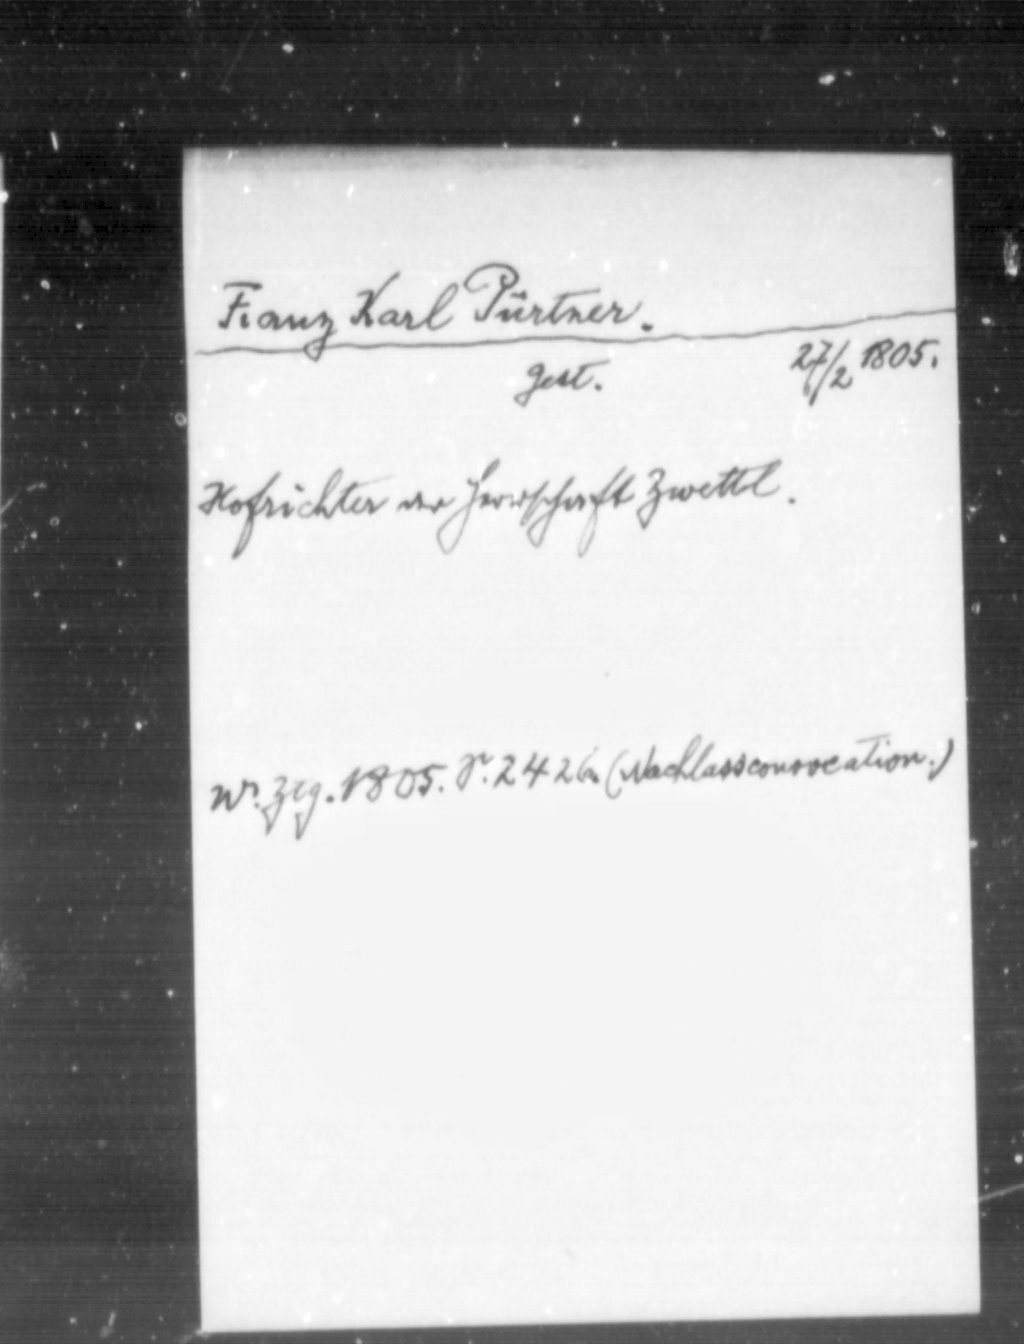 Franz Karl Pürtner.
gest. 27/2 1805.
Hofrichter der Herrschaft Zwettl.
Wr. Ztg. 1805. S. 2426. (Nachlassconvocation.)